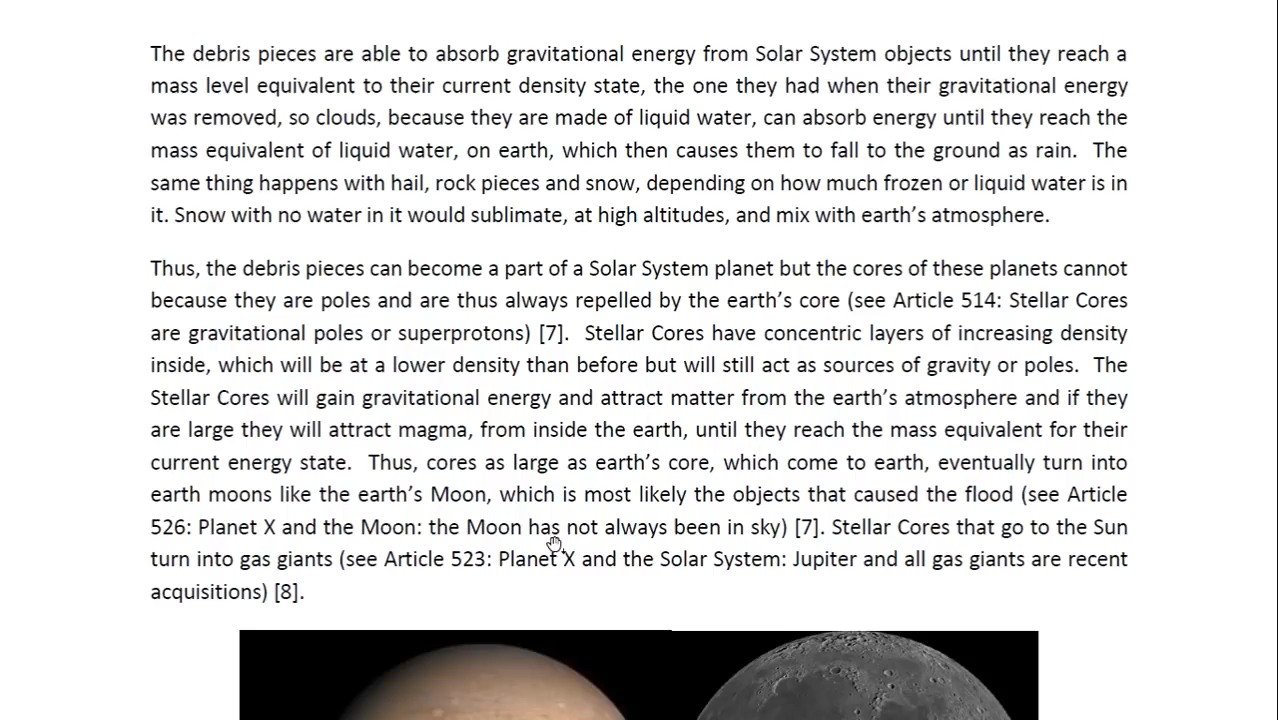 The debris pieces are able to absorb gravitational energy from Solar System objects until they reach a
mass level equivalent to their current density state, the one they had when their gravitational energy
was removed, so clouds, because they are made of liquid water, can absorb energy until they reach the
mass equivalent of liquid water, on earth, which then causes them to fall to the ground as rain.  The
same thing happens with hail, rock pieces and snow, depending on how much frozen or liquid water is in
it. Snow with no water in it would sublimate, at high altitudes, and mix with earth’s atmosphere.
Thus, the debris pieces can become a part of a Solar System planet but the cores of these planets cannot
because they are poles and are thus always repelled by the earth’s core (see Article 514: Stellar Cores
are gravitational poles or superprotons) [7].  Stellar Cores have concentric layers of increasing density
inside, which will be at a lower density than before but will still act as sources of gravity or poles.  The
Stellar Cores will gain gravitational energy and attract matter from the earth’s atmosphere and if they
are large they will attract magma, from inside the earth, until they reach the mass equivalent for their
current energy state.  Thus, cores as large as earth’s core, which come to earth, eventually turn into
earth moons like the earth’s Moon, which is most likely the objects that caused the flood (see Article
526: Planet X and the Moon: the Moon has not always been in sky) [7]. Stellar Cores that go to the Sun
turn into gas giants (see Article 523: Planet X and the Solar System: Jupiter and all gas giants are recent
acquisitions) [8].